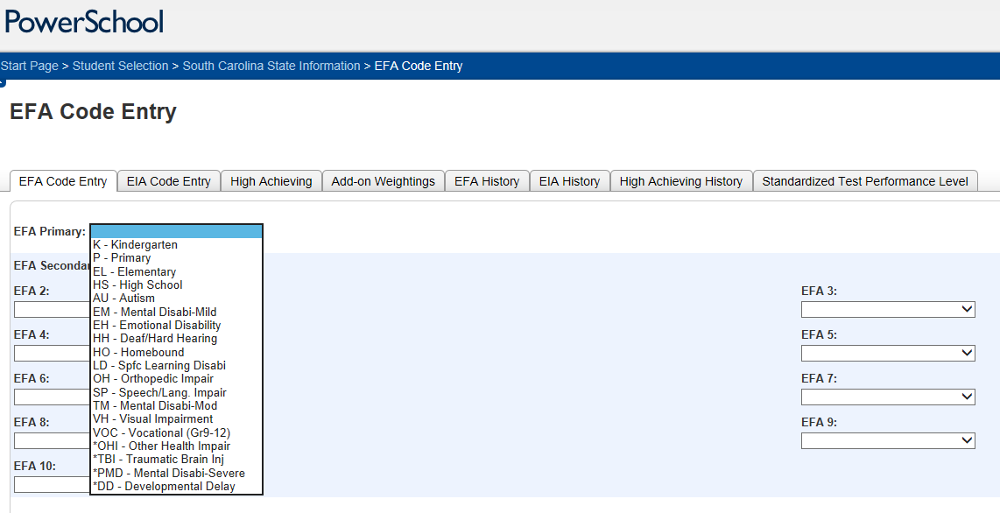 PowerSchool
Start Page > Student Selection > South Carolina State Information > EFA Code Entry
EFA Code Entry
EFA Code Entry EIA Code Entry High Achieving Add-on Weightings EFA History EIA History High Achieving History Standardized Test Performance Level
EFA Primary:
K - Kindergarten
P - Primary
EL - Elementary
HS - High School
AU - Autism
EM - Mental Disabi-Mild
EH - Emotional Disability
HH - Deaf/Hard Hearing
HO - Homebound
LD - Spfc Learning Disabi
OH - Orthopedic Impair
SP - Speech/Lang. Impair
TM - Mental Disabi-Mod
VH - Visual Impairment
VOC - Vocational (Gr9-12)
*OHI - Other Health Impair
*TBI - Traumatic Brain Inj
*PMD - Mental Disabi-Severe
*DD - Developmental Delay
EFA Secondar
EFA 2: EFA 3:
EFA 4: EFA 5:
EFA 6: EFA 7:
EFA 8: EFA 9:
EFA 10: